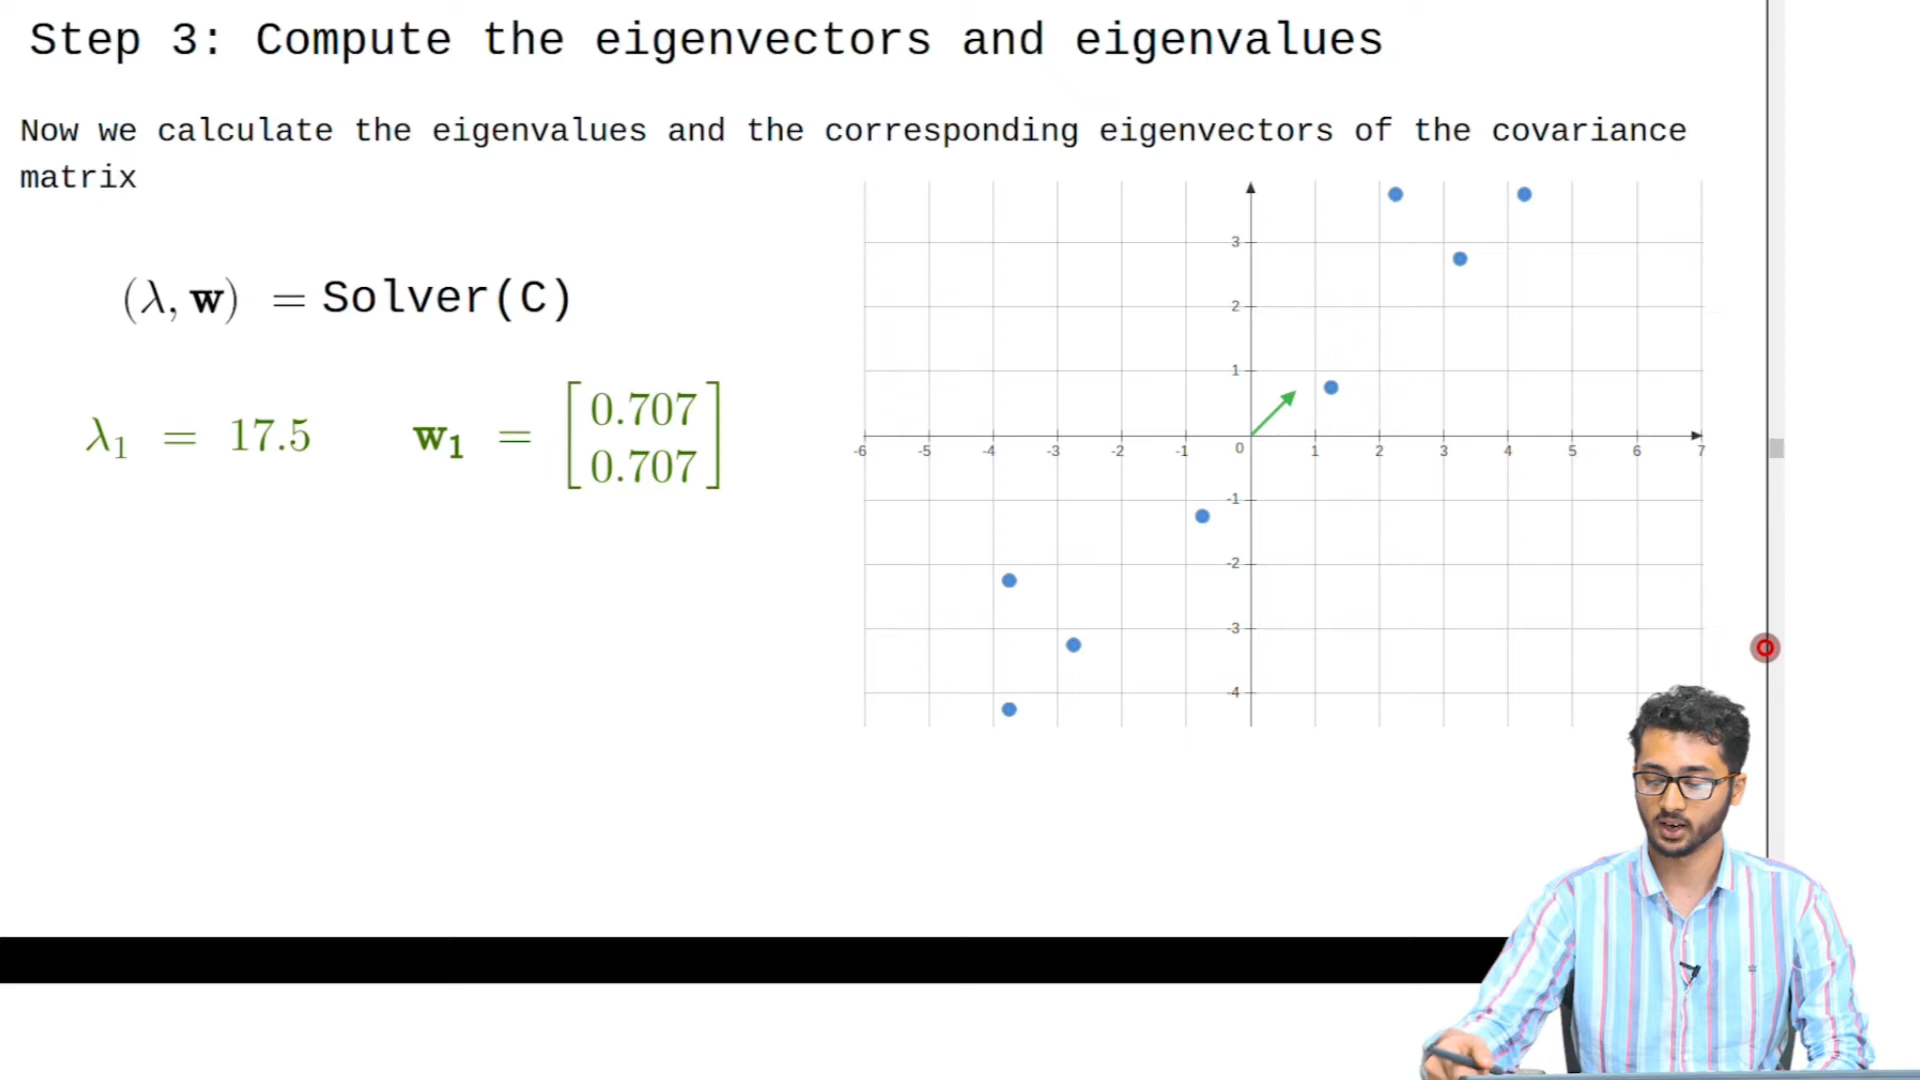 Step 3: Compute the eigenvectors and eigenvalues
Now we calculate the eigenvalues and the corresponding eigenvectors of the covariance
matrix
(λ, w) = Solver(C)
λ₁ = 17.5 w₁ = [0.707
0.707]
3
2
1
-6 -5 -4 -3 -2 -1 0 1 2 3 4 5 6 7
-1
-2
-3
-4